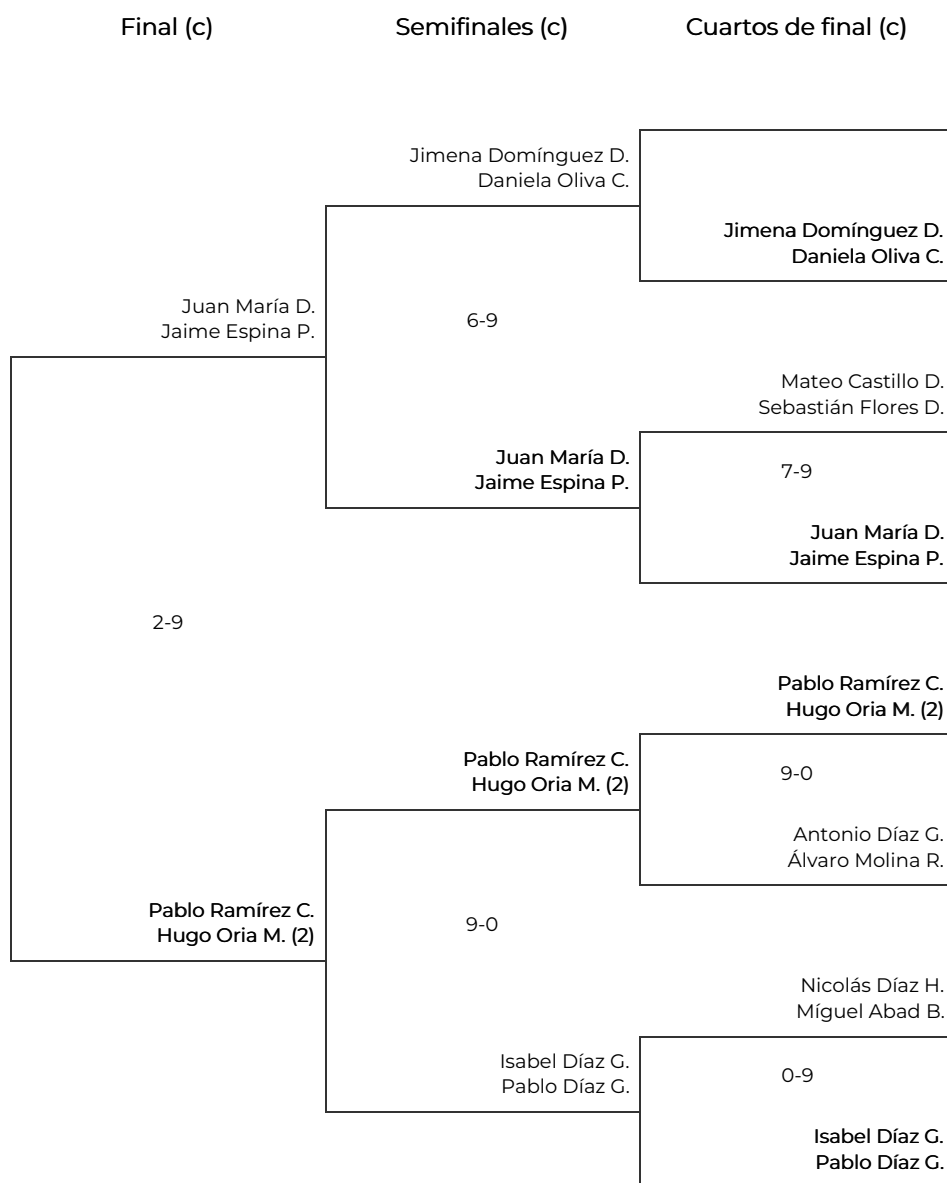 Final (c)
Semifinales (c)
Cuartos de final (c)
Jimena Domínguez D.
Daniela Oliva C.
Jimena Domínguez D.
Daniela Oliva C.
Juan María D.
Jaime Espina P.
6-9
Mateo Castillo D.
Sebastián Flores D.
Juan María D.
Jaime Espina P.
7-9
Juan María D.
Jaime Espina P.
2-9
Pablo Ramírez C.
Hugo Oria M. (2)
Pablo Ramírez C.
Hugo Oria M. (2)
9-0
Antonio Díaz G.
Álvaro Molina R.
Pablo Ramírez C.
Hugo Oria M. (2)
9-0
Nicolás Díaz H.
Míguel Abad B.
Isabel Díaz G.
Pablo Díaz G.
0-9
Isabel Díaz G.
Pablo Díaz G.